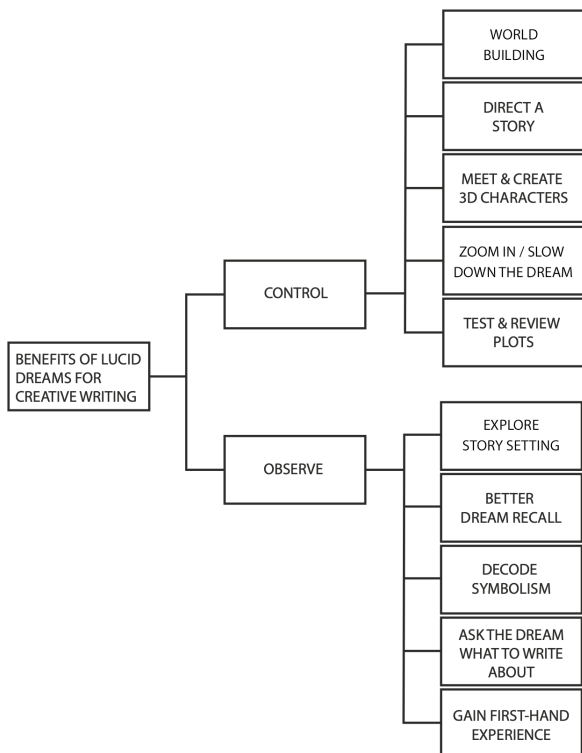 BENEFITS OF LUCID
DREAMS FOR
CREATIVE WRITING
CONTROL
WORLD
BUILDING
DIRECT A
STORY
MEET & CREATE
3D CHARACTERS
ZOOM IN / SLOW
DOWN THE DREAM
TEST & REVIEW
PLOTS
OBSERVE
EXPLORE
STORY SETTING
BETTER
DREAM RECALL
DECODE
SYMBOLISM
ASK THE DREAM
WHAT TO WRITE
ABOUT
GAIN FIRST-HAND
EXPERIENCE